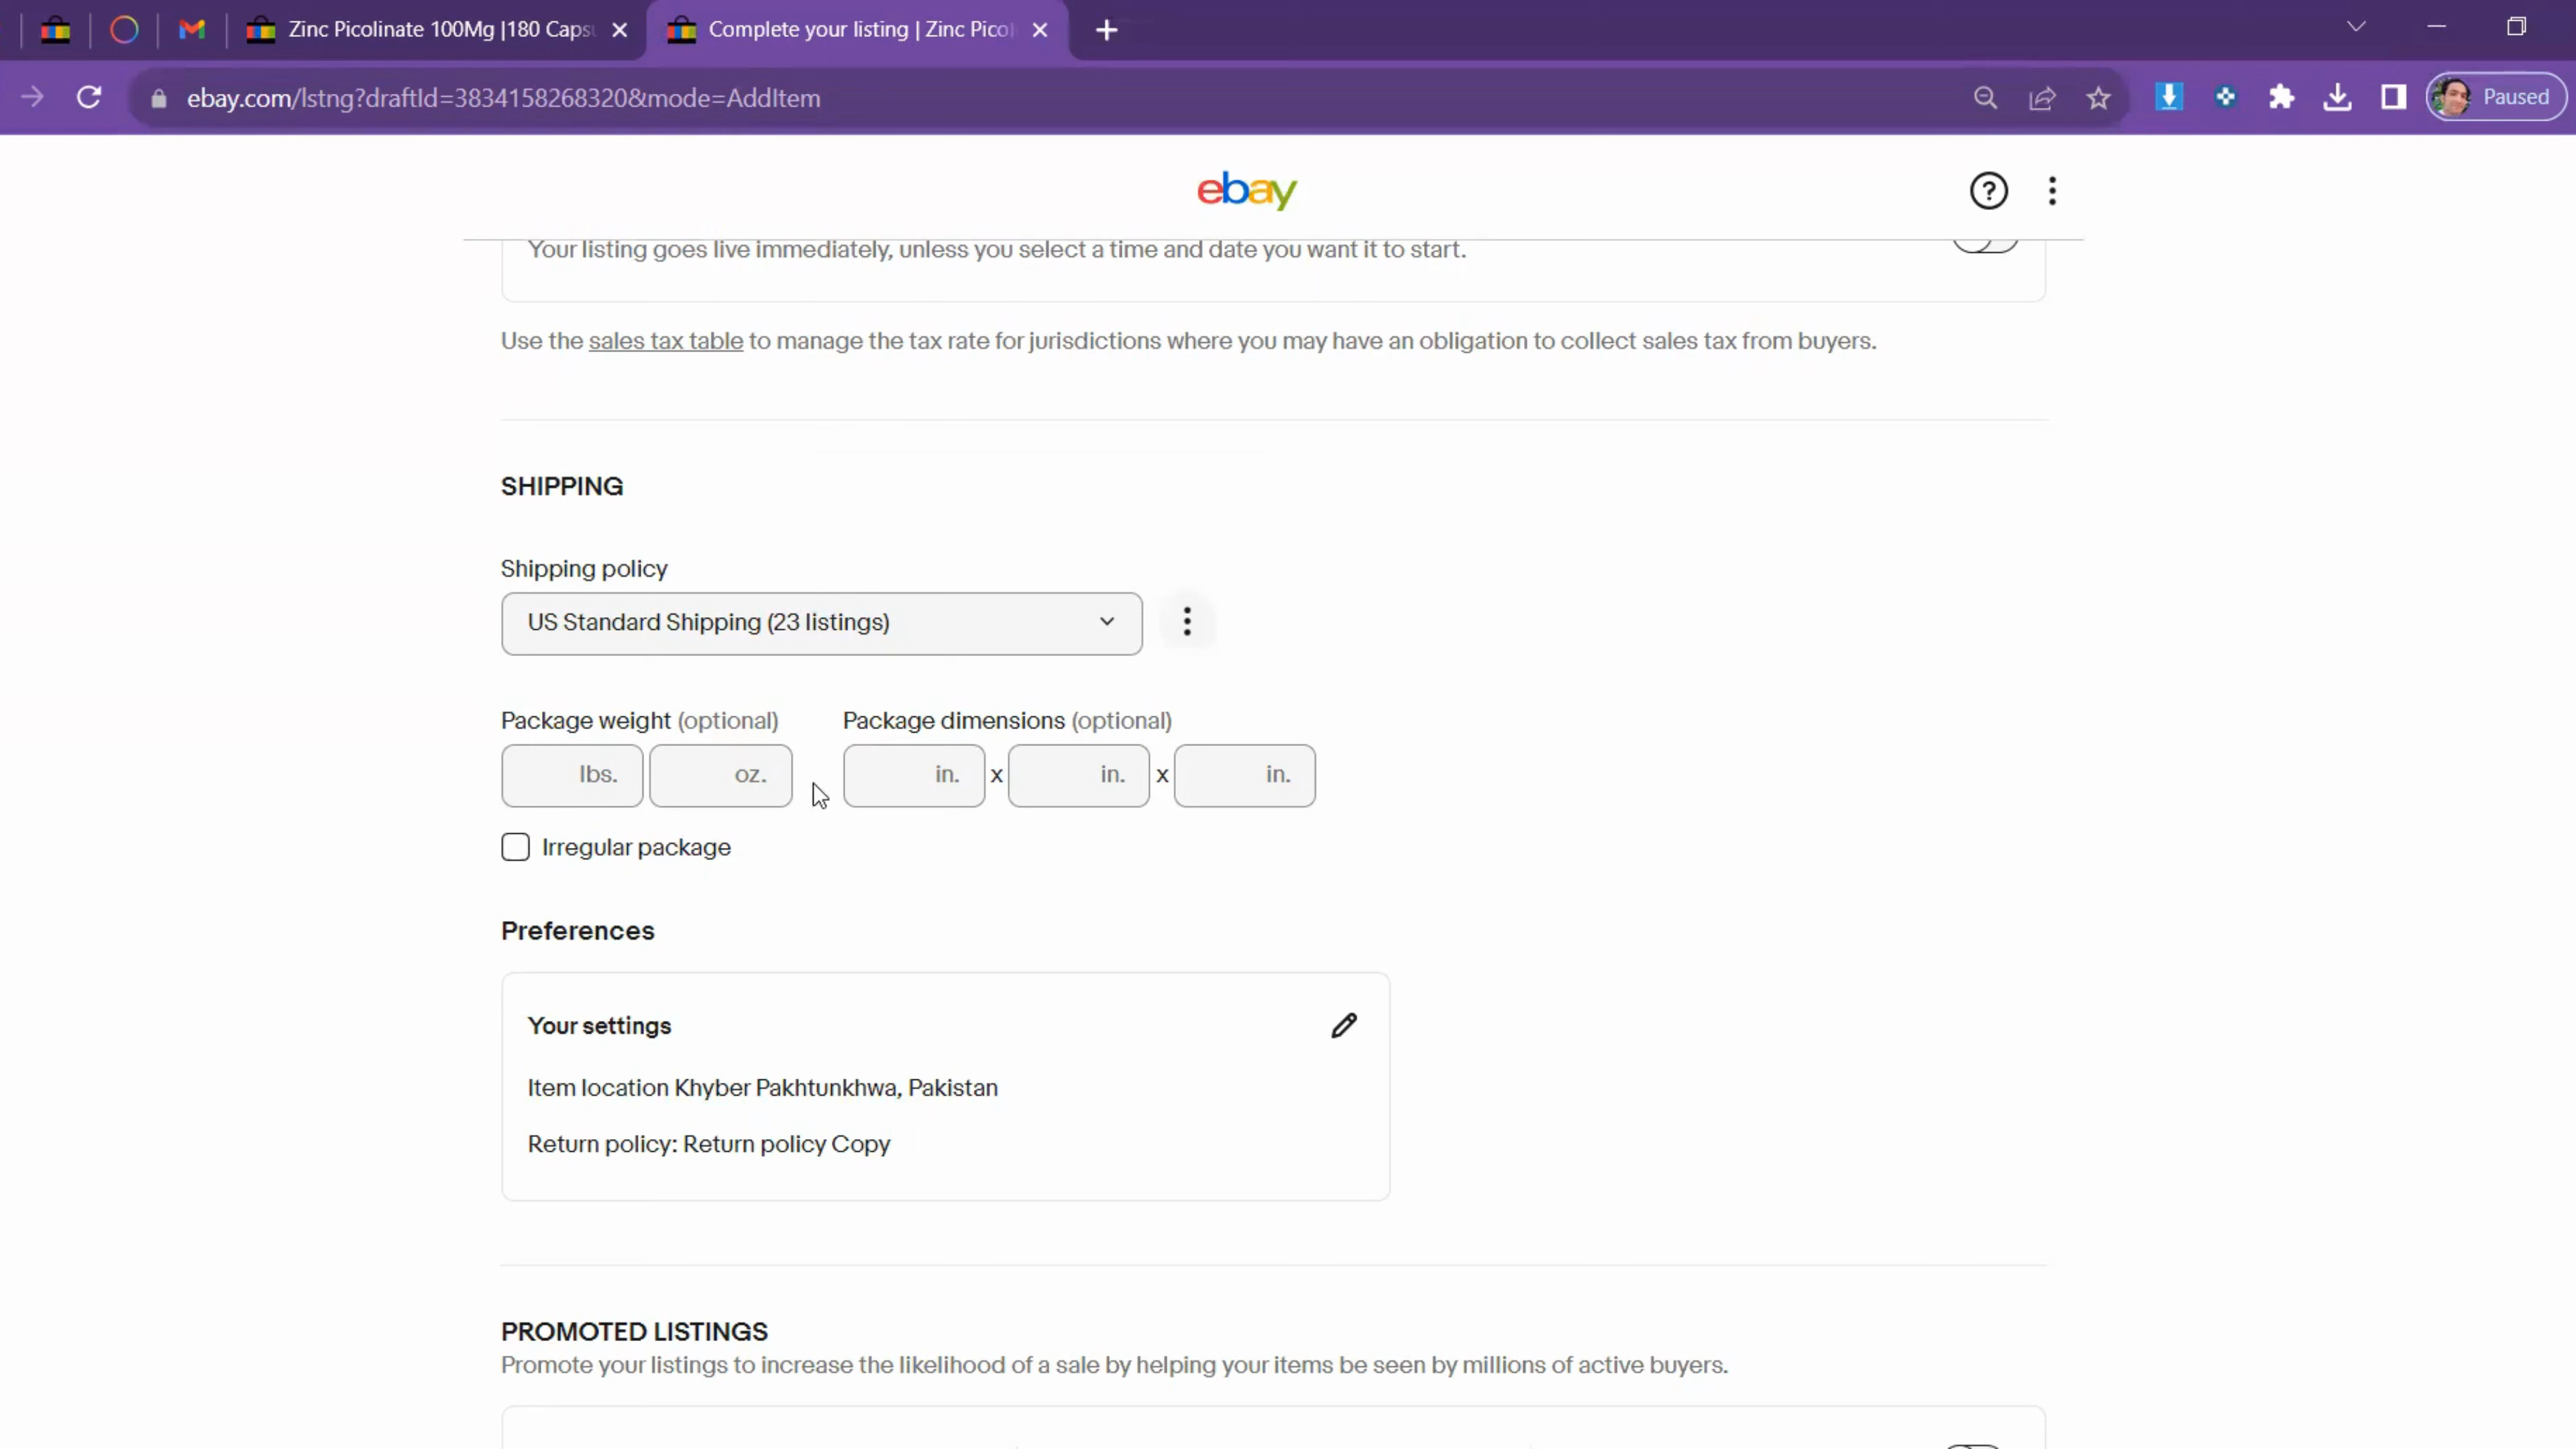 Zinc Picolinate 100Mg |180 Caps
Complete your listing | Zinc Pico
ebay.com/lstng?draftId=3834158268320&mode=AddItem
Paused
ebay
Your listing goes live immediately, unless you select a time and date you want it to start.
Use the sales tax table to manage the tax rate for jurisdictions where you may have an obligation to collect sales tax from buyers.
SHIPPING
Shipping policy
US Standard Shipping (23 listings)
Package weight (optional) Package dimensions (optional)
lbs. oz. in. x in. x in.
Irregular package
Preferences
Your settings
Item location Khyber Pakhtunkhwa, Pakistan
Return policy: Return policy Copy
PROMOTED LISTINGS
Promote your listings to increase the likelihood of a sale by helping your items be seen by millions of active buyers.